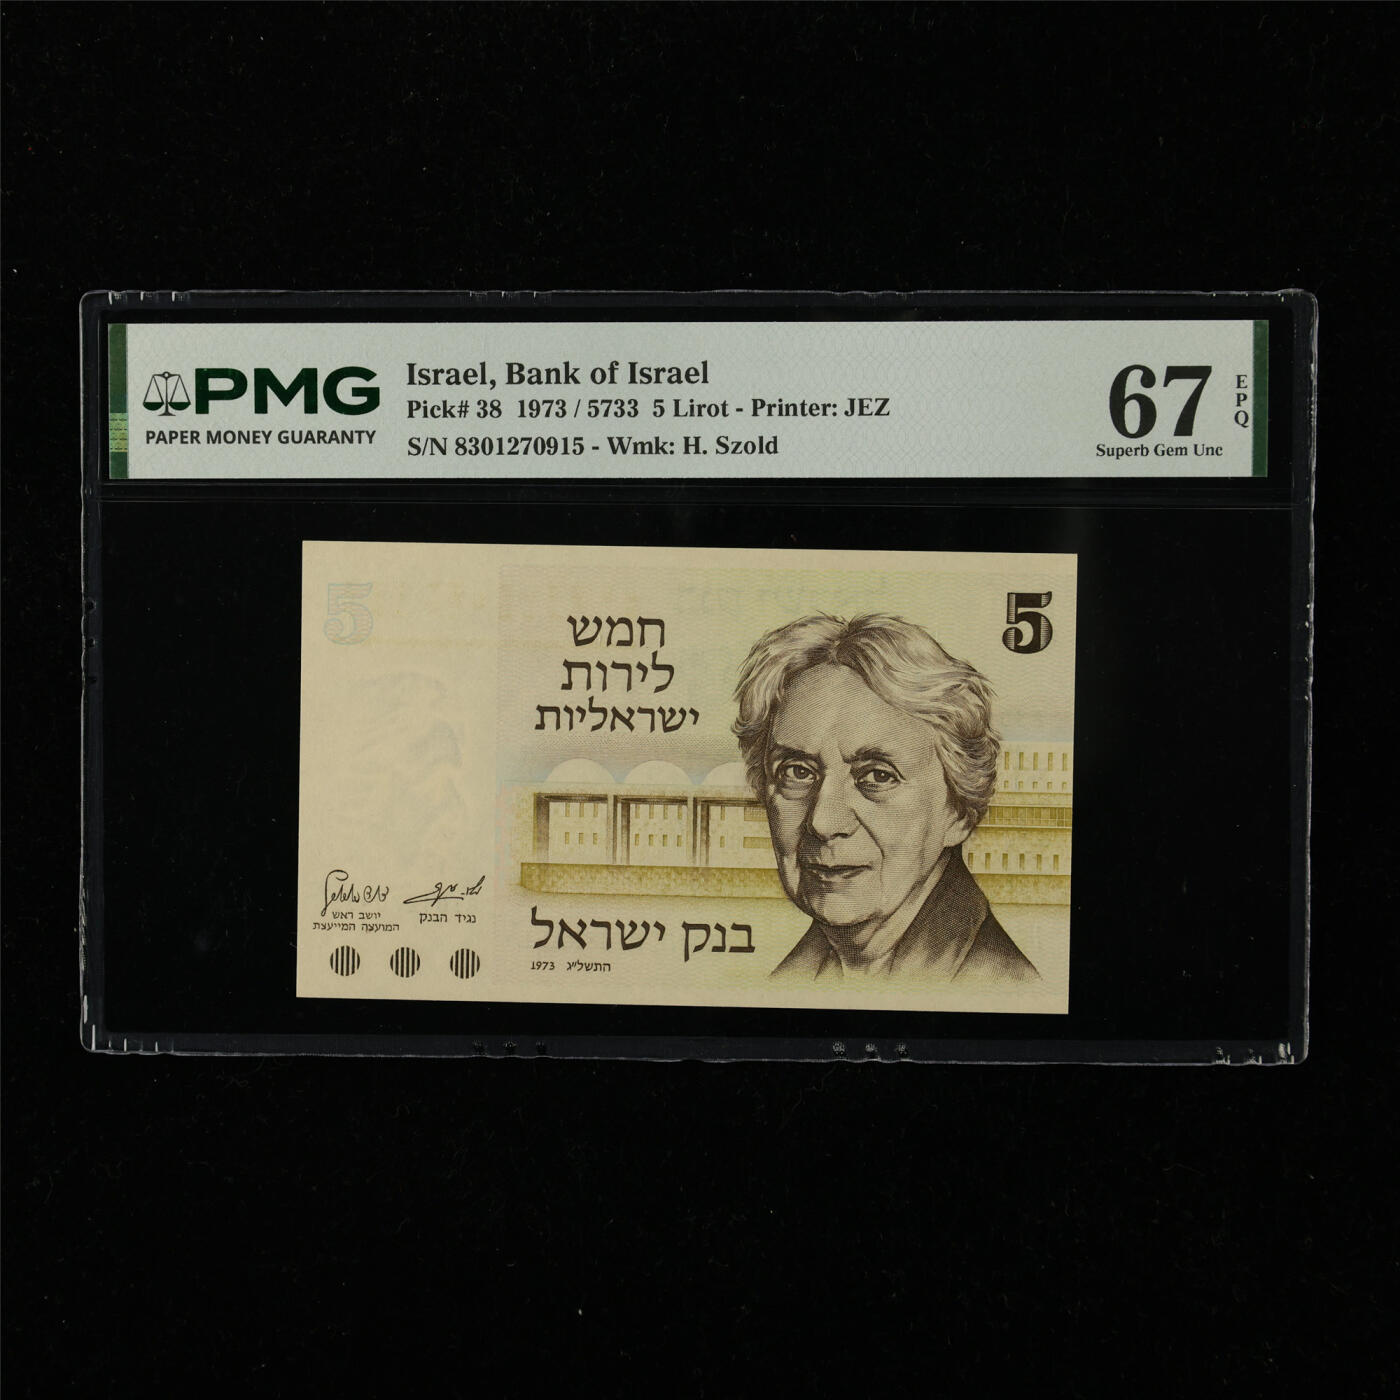 PMG
PAPER MONEY GUARANTY
Israel, Bank of Israel
Pick# 38 1973 / 5733 5 Lirot - Printer: JEZ
S/N 8301270915 - Wmk: H. Szold
67
EPQ
Superb Gem Unc
5
5
חמש
לירות
ישראליות
יושב ראש
המועצה המייעצת
נגיד הבנק
בנק ישראל
התשל״ג 1973